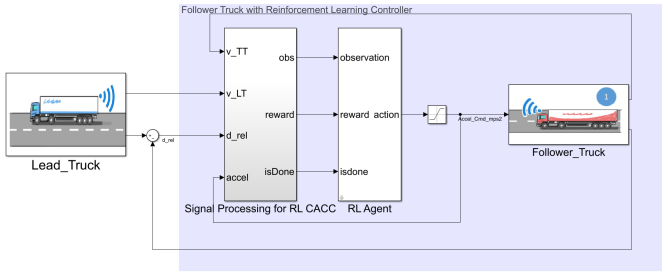 Follower Truck with Reinforcement Learning Controller
v_TT
obs
observation
v_LT
reward
reward
action
d_rel
d_rel
Accel_Cmd_mps2
1
isDone
isdone
accel
Lead_Truck
Follower_Truck
Signal Processing for RL CACC
RL Agent